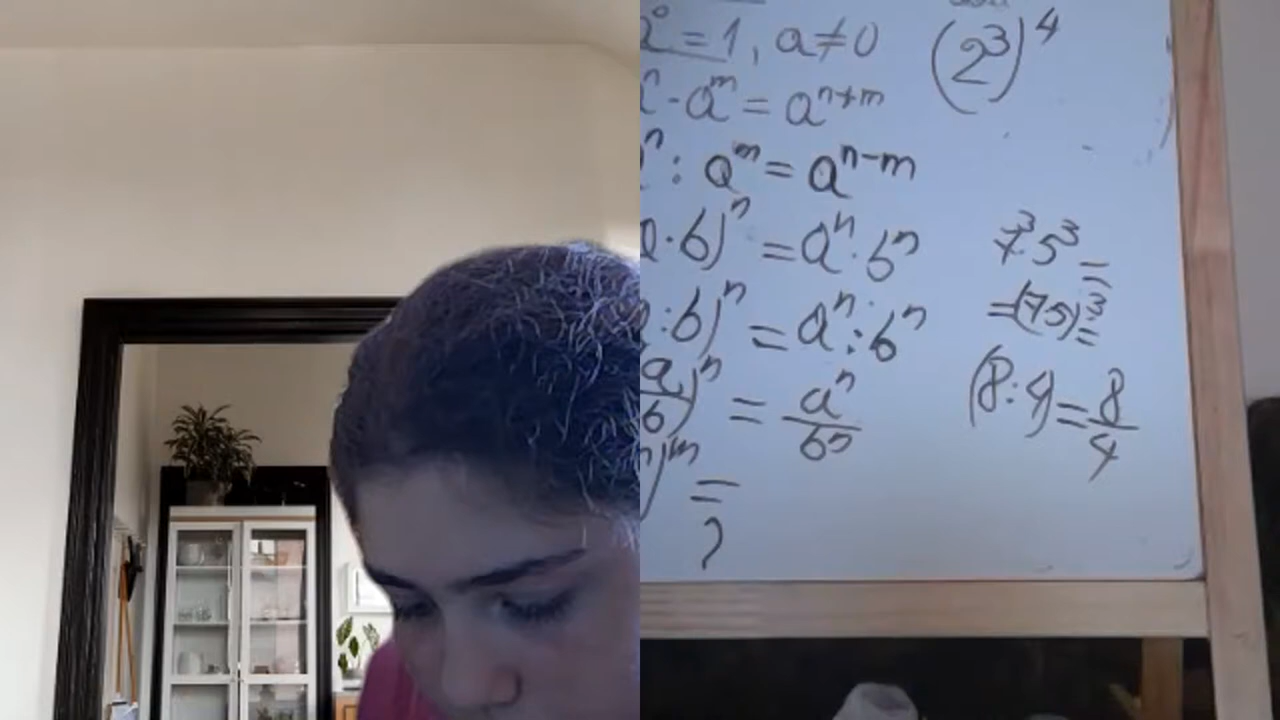 a⁰ = 1, a ≠ 0
(2³)⁴
aⁿ · aᵐ = aⁿ⁺ᵐ
aⁿ : aᵐ = aⁿ⁻ᵐ
(a · b)ⁿ = aⁿ · bⁿ
7³ · 5³ =
= (7 · 5)³ =
(a : b)ⁿ = aⁿ : bⁿ
(a/b)ⁿ = aⁿ/bⁿ
(8 : 4) = 8/4
(aⁿ)ᵐ =
?